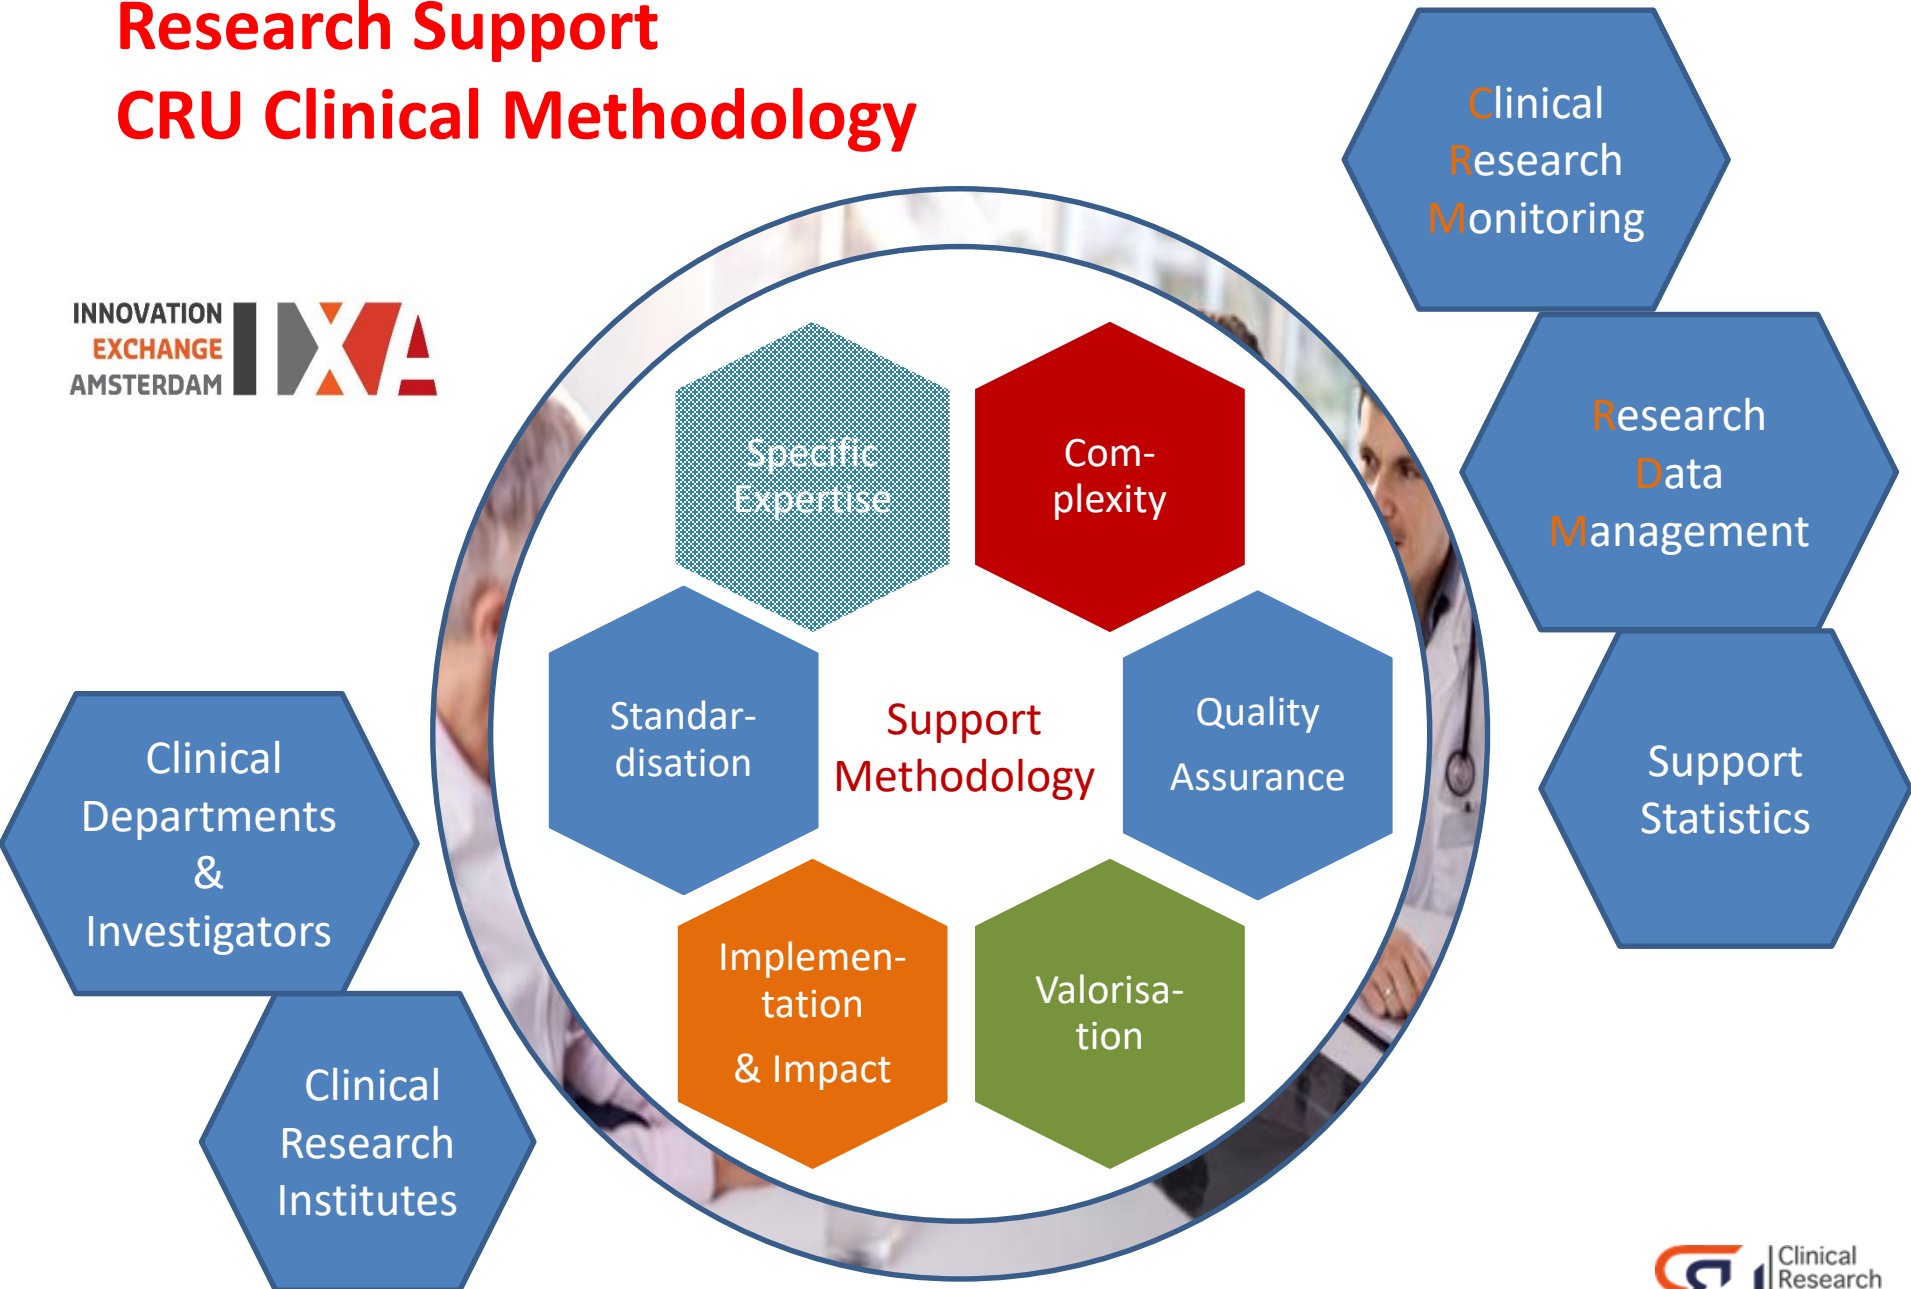 Research Support
CRU Clinical Methodology
INNOVATION
EXCHANGE
AMSTERDAM
IXA
Clinical
Research
Monitoring
Research
Data
Management
Support
Statistics
Specific
Expertise
Com-
plexity
Standar-
disation
Support
Methodology
Quality
Assurance
Implemen-
tation
& Impact
Valorisa-
tion
Clinical
Departments
&
Investigators
Clinical
Research
Institutes
Clinical
Research